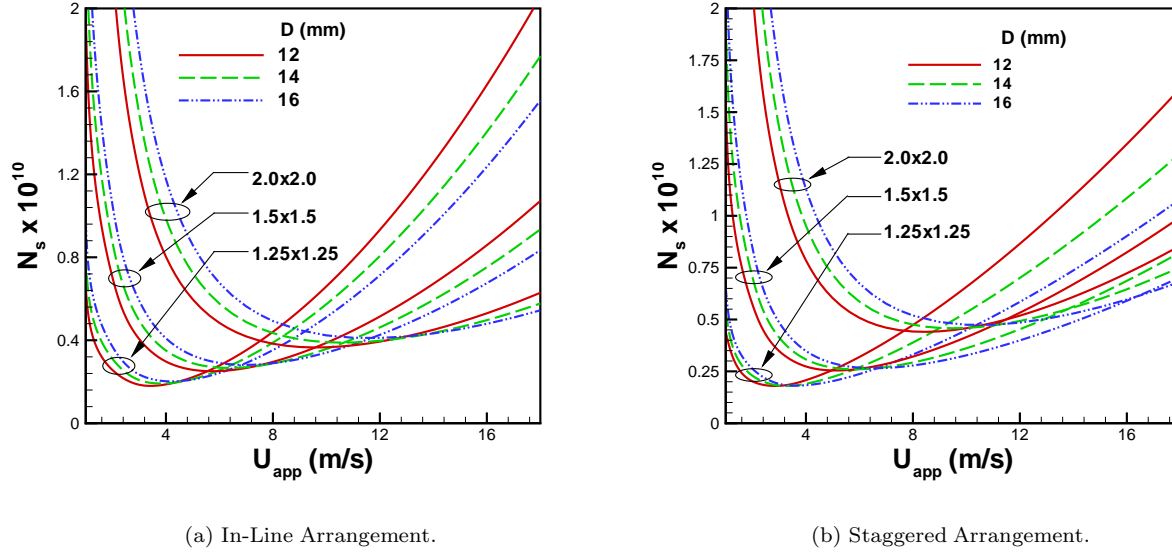 D (mm)
12
14
16
2.0x2.0
1.5x1.5
1.25x1.25
2
1.6
1.2
0.8
0.4
0
4
8
12
16
N_s x 10^10
U_app (m/s)
(a) In-Line Arrangement.
D (mm)
12
14
16
2.0x2.0
1.5x1.5
1.25x1.25
2
1.75
1.5
1.25
1
0.75
0.5
0.25
0
4
8
12
16
N_s x 10^10
U_app (m/s)
(b) Staggered Arrangement.